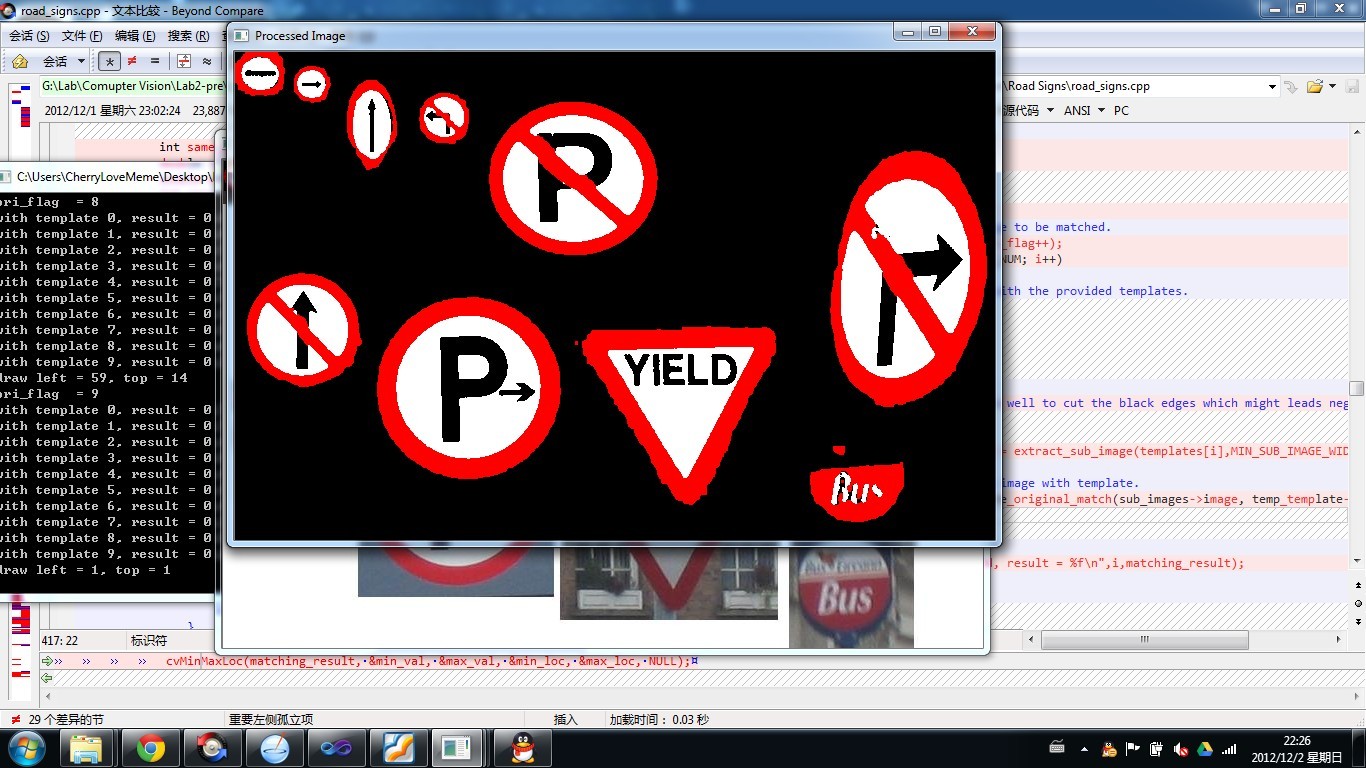 road_signs.cpp - 文本比较 - Beyond Compare
会话 (S) 文件 (F) 编辑 (E) 搜索 (R)
会话
G:\Lab\Comupter Vision\Lab2-pre
Road Signs\road_signs.cpp
2012/12/1 星期六 23:02:24 23,887
源代码 ANSI PC
int same
Processed Image
P
P
YIELD
Bus
C:\Users\CherryLoveMeme\Desktop\
ori_flag = 8
with template 0, result = 0
with template 1, result = 0
with template 2, result = 0
with template 3, result = 0
with template 4, result = 0
with template 5, result = 0
with template 6, result = 0
with template 7, result = 0
with template 8, result = 0
with template 9, result = 0
draw left = 59, top = 14
ori_flag = 9
with template 0, result = 0
with template 1, result = 0
with template 2, result = 0
with template 3, result = 0
with template 4, result = 0
with template 5, result = 0
with template 6, result = 0
with template 7, result = 0
with template 8, result = 0
with template 9, result = 0
draw left = 1, top = 1
e to be matched.
_flag++);
NUM; i++)
ith the provided templates.
well to cut the black edges which might leads neg
= extract_sub_image(templates[i],MIN_SUB_IMAGE_WID
image with template.
e_original_match(sub_images->image, temp_template-
, result = %f\n",i,matching_result);
Bus
}
417: 22 标识符
cvMinMaxLoc(matching_result, &min_val, &max_val, &min_loc, &max_loc, NULL);
29 个差异的节 重要左侧孤立项 插入 加载时间： 0.03 秒
22:26
2012/12/2 星期日